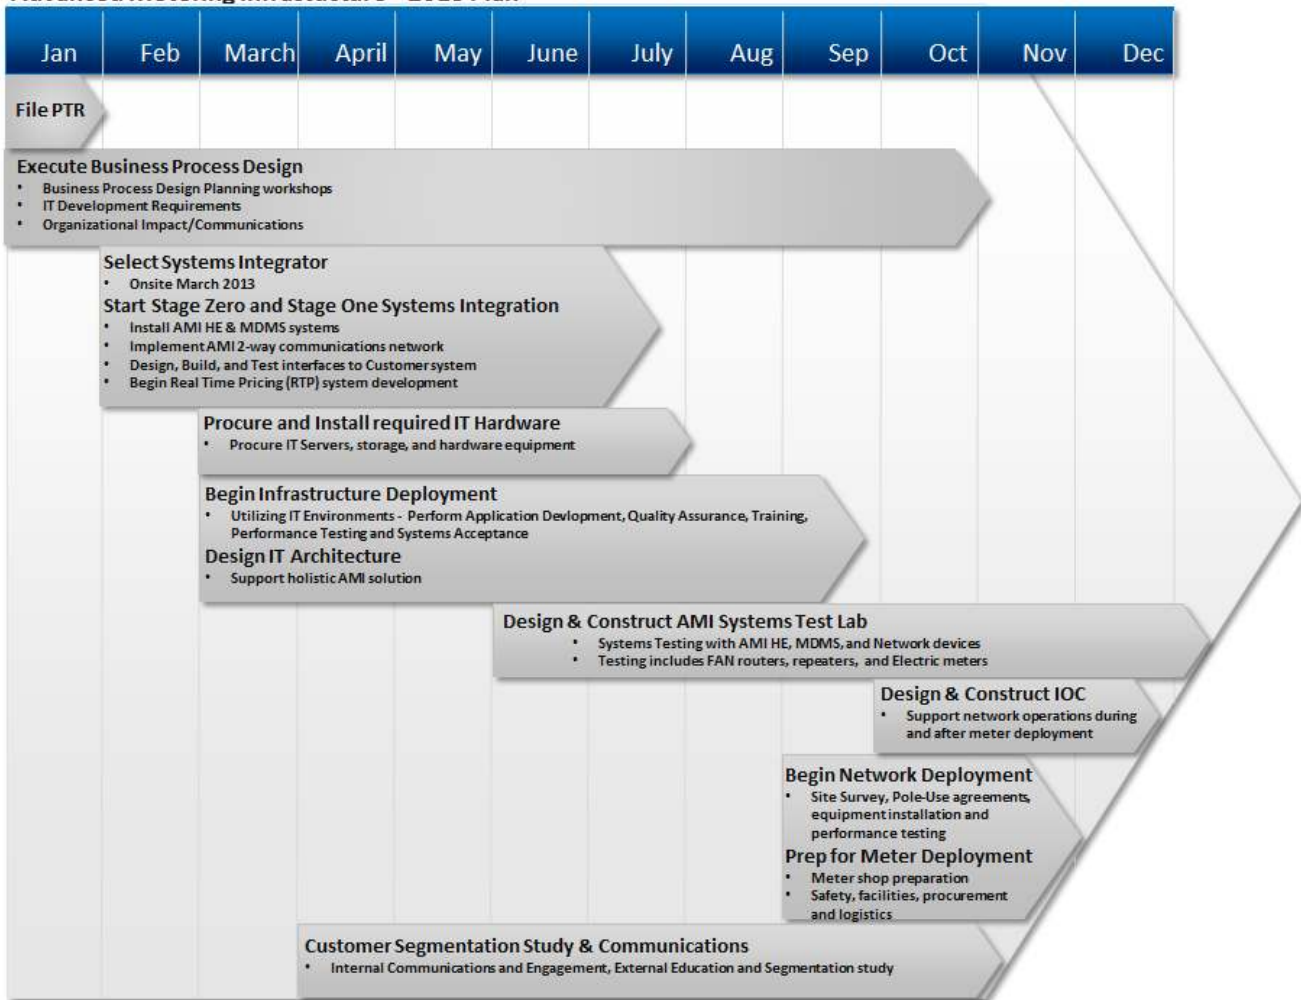 Jan Feb March April May June July Aug Sep Oct Nov Dec
File PTR
Execute Business Process Design
• Business Process Design Planning workshops
• IT Development Requirements
• Organizational Impact/Communications
Select Systems Integrator
• Onsite March 2013
Start Stage Zero and Stage One Systems Integration
• Install AMI HE & MDMS systems
• Implement AMI 2-way communications network
• Design, Build, and Test interfaces to Customer system
• Begin Real Time Pricing (RTP) system development
Procure and Install required IT Hardware
• Procure IT Servers, storage, and hardware equipment
Begin Infrastructure Deployment
• Utilizing IT Environments - Perform Application Devlopment, Quality Assurance, Training,
Performance Testing and Systems Acceptance
Design IT Architecture
• Support holistic AMI solution
Design & Construct AMI Systems Test Lab
• Systems Testing with AMI HE, MDMS, and Network devices
• Testing includes FAN routers, repeaters, and Electric meters
Design & Construct IOC
• Support network operations during
and after meter deployment
Begin Network Deployment
• Site Survey, Pole-Use agreements,
equipment installation and
performance testing
Prep for Meter Deployment
• Meter shop preparation
• Safety, facilities, procurement
and logistics
Customer Segmentation Study & Communications
• Internal Communications and Engagement, External Education and Segmentation study